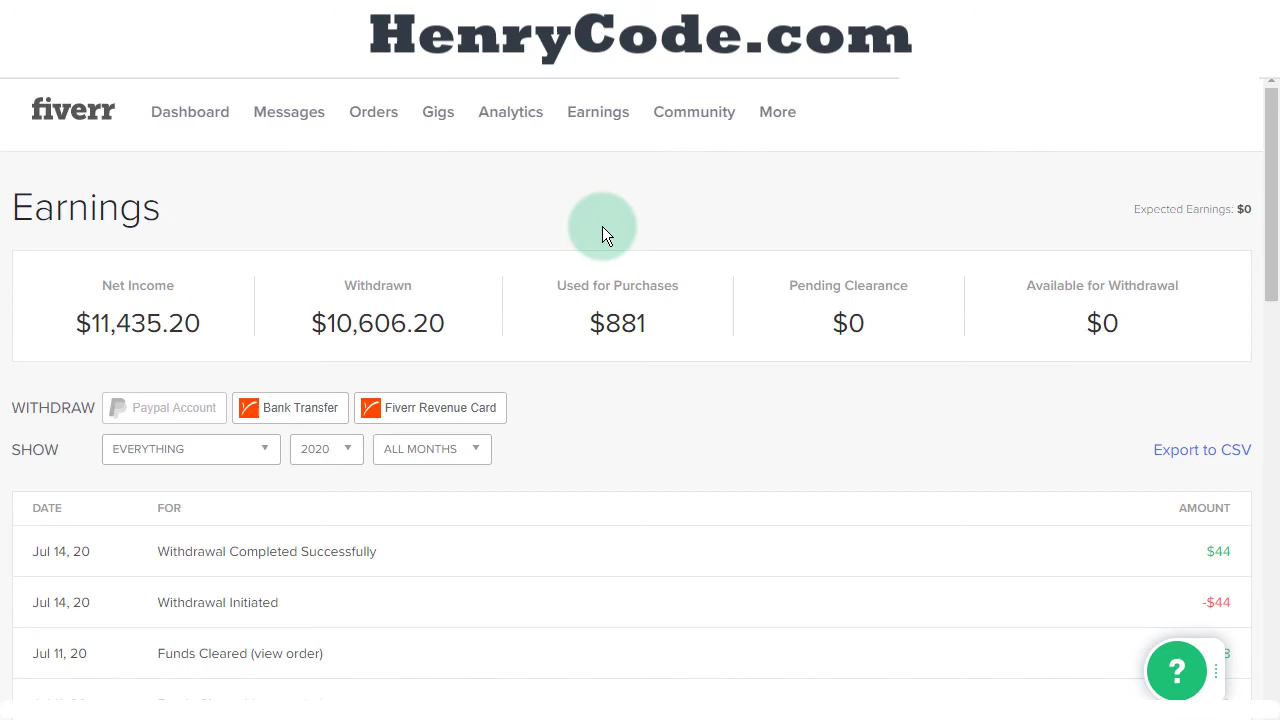 HenryCode.com
fiverr Dashboard Messages Orders Gigs Analytics Earnings Community More
Earnings
Expected Earnings: $0
Net Income Withdrawn Used for Purchases Pending Clearance Available for Withdrawal
$11,435.20 $10,606.20 $881 $0 $0
WITHDRAW Paypal Account Bank Transfer Fiverr Revenue Card
SHOW EVERYTHING 2020 ALL MONTHS Export to CSV
DATE FOR AMOUNT
Jul 14, 20 Withdrawal Completed Successfully $44
Jul 14, 20 Withdrawal Initiated -$44
Jul 11, 20 Funds Cleared (view order)
?